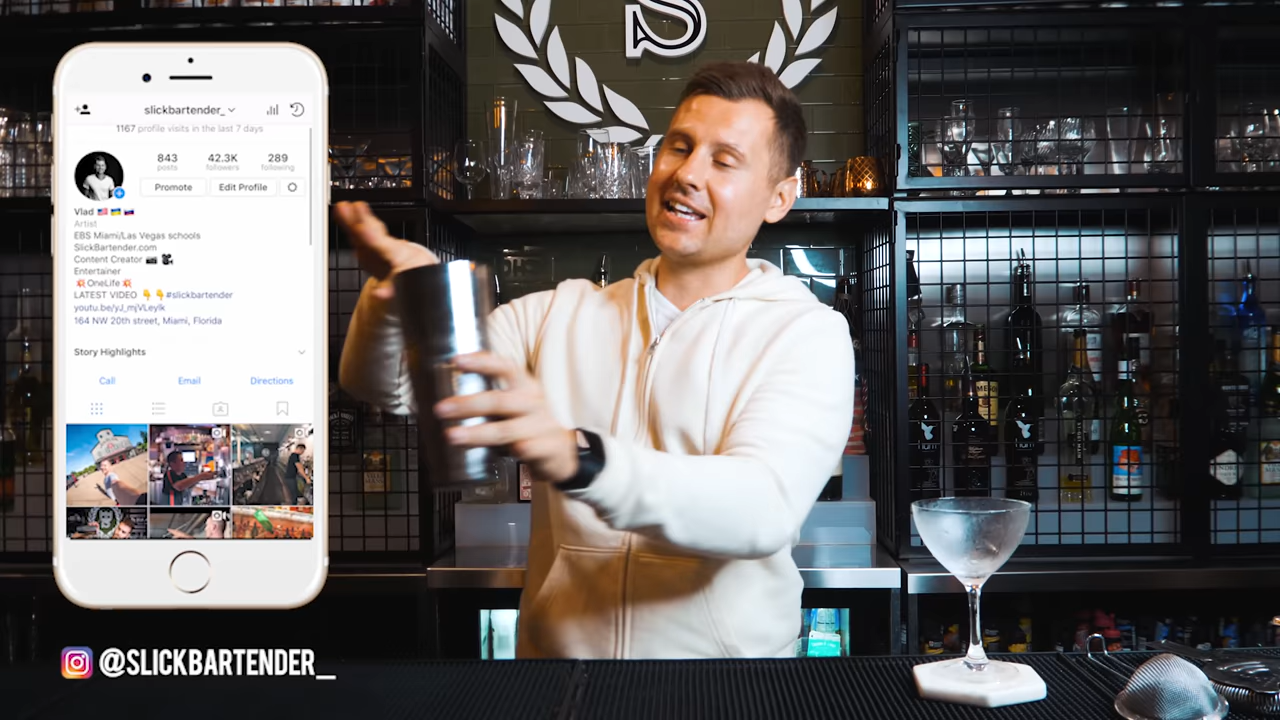 S
slickbartender_
1167 profile visits in the last 7 days
843 42.3K 289
posts followers following
Promote Edit Profile
Vlad
Artist
EBS Miami/Las Vegas schools
SlickBartender.com
Content Creator
Entertainer
💥OneLife💥
LATEST VIDEO 👇👇#slickbartender
youtu.be/yJ_mjVLeyIk
164 NW 20th street, Miami, Florida
Story Highlights
Call Email Directions
@SLICKBARTENDER_